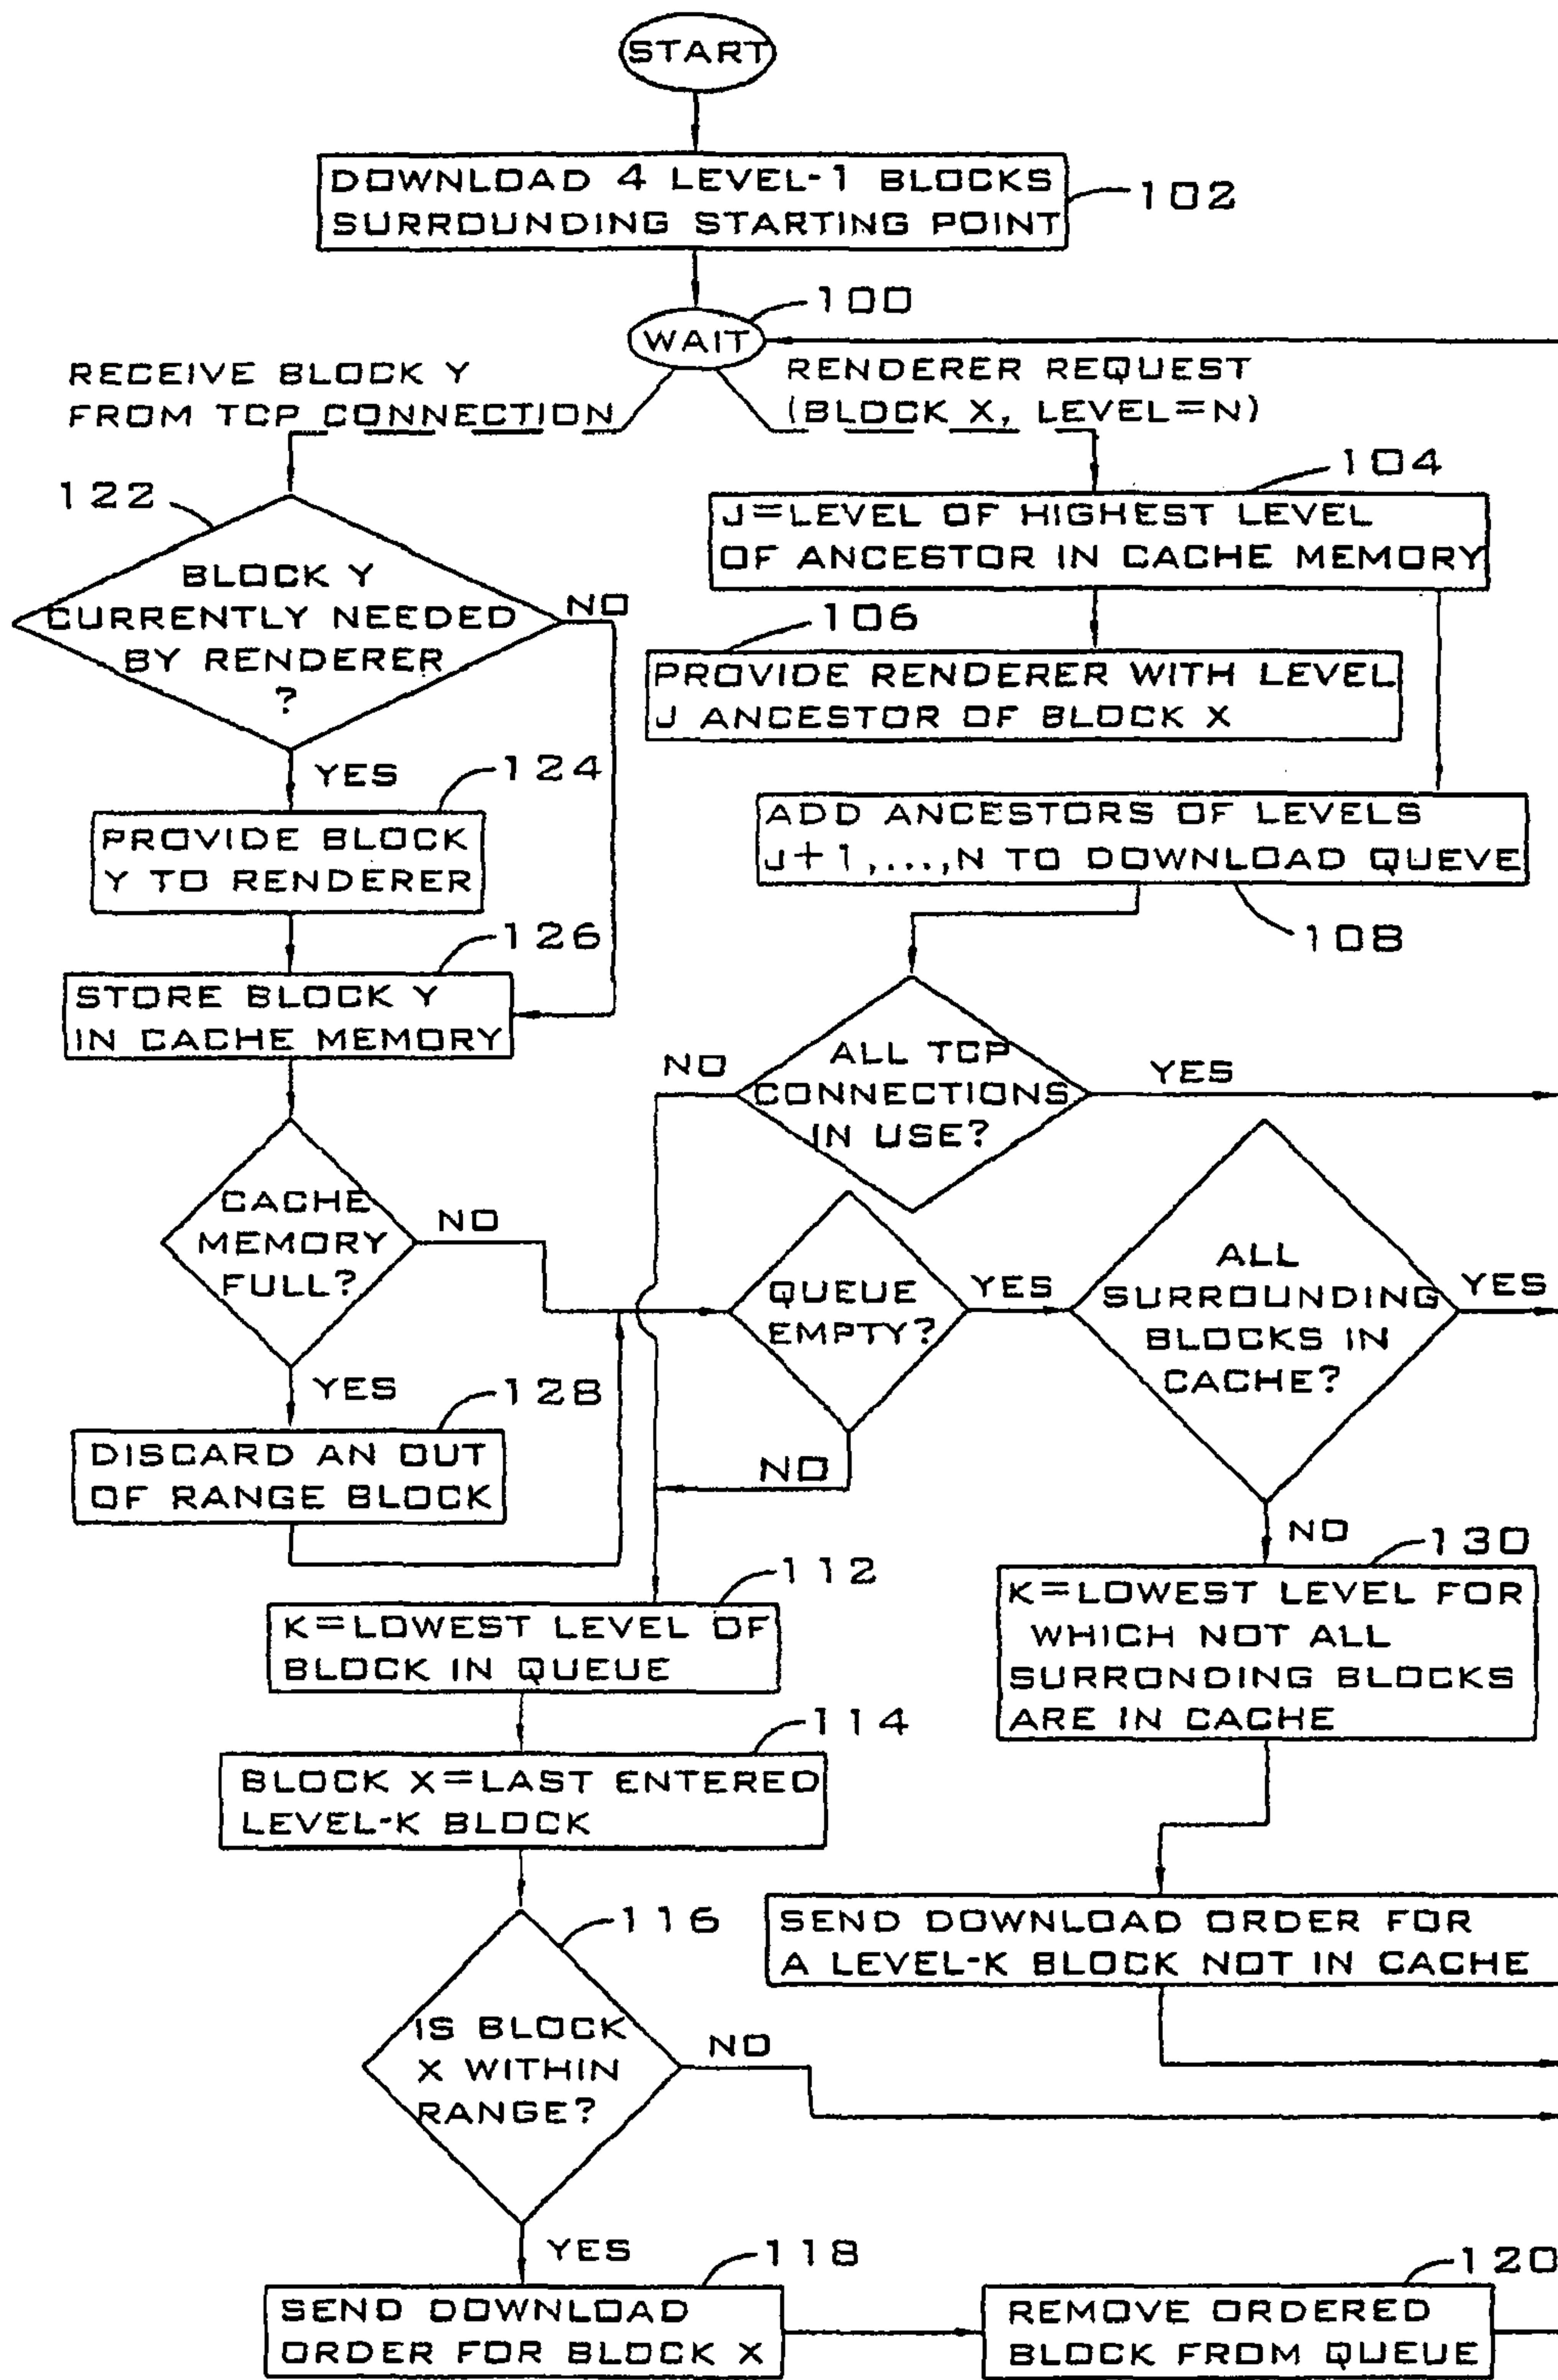 START
DOWNLOAD 4 LEVEL-1 BLOCKS
SURROUNDING STARTING POINT
102
100
WAIT
RECEIVE BLOCK Y
FROM TCP CONNECTION
RENDERER REQUEST
(BLOCK X, LEVEL=N)
104
J=LEVEL OF HIGHEST LEVEL
OF ANCESTOR IN CACHE MEMORY
122
BLOCK Y
CURRENTLY NEEDED
BY RENDERER
?
NO
106
PROVIDE RENDERER WITH LEVEL
J ANCESTOR OF BLOCK X
YES
124
PROVIDE BLOCK
Y TO RENDERER
ADD ANCESTORS OF LEVELS
J+1,...,N TO DOWNLOAD QUEVE
108
126
STORE BLOCK Y
IN CACHE MEMORY
NO
ALL TCP
CONNECTIONS
IN USE?
YES
CACHE
MEMORY
FULL?
NO
QUEUE
EMPTY?
YES
ALL
SURROUNDING
BLOCKS IN
CACHE?
YES
YES
128
DISCARD AN OUT
OF RANGE BLOCK
NO
NO
130
K=LOWEST LEVEL FOR
WHICH NOT ALL
SURRONDING BLOCKS
ARE IN CACHE
112
K=LOWEST LEVEL OF
BLOCK IN QUEUE
114
BLOCK X=LAST ENTERED
LEVEL-K BLOCK
SEND DOWNLOAD ORDER FOR
A LEVEL-K BLOCK NOT IN CACHE
116
IS BLOCK
X WITHIN
RANGE?
NO
YES
118
SEND DOWNLOAD
ORDER FOR BLOCK X
120
REMOVE ORDERED
BLOCK FROM QUEUE